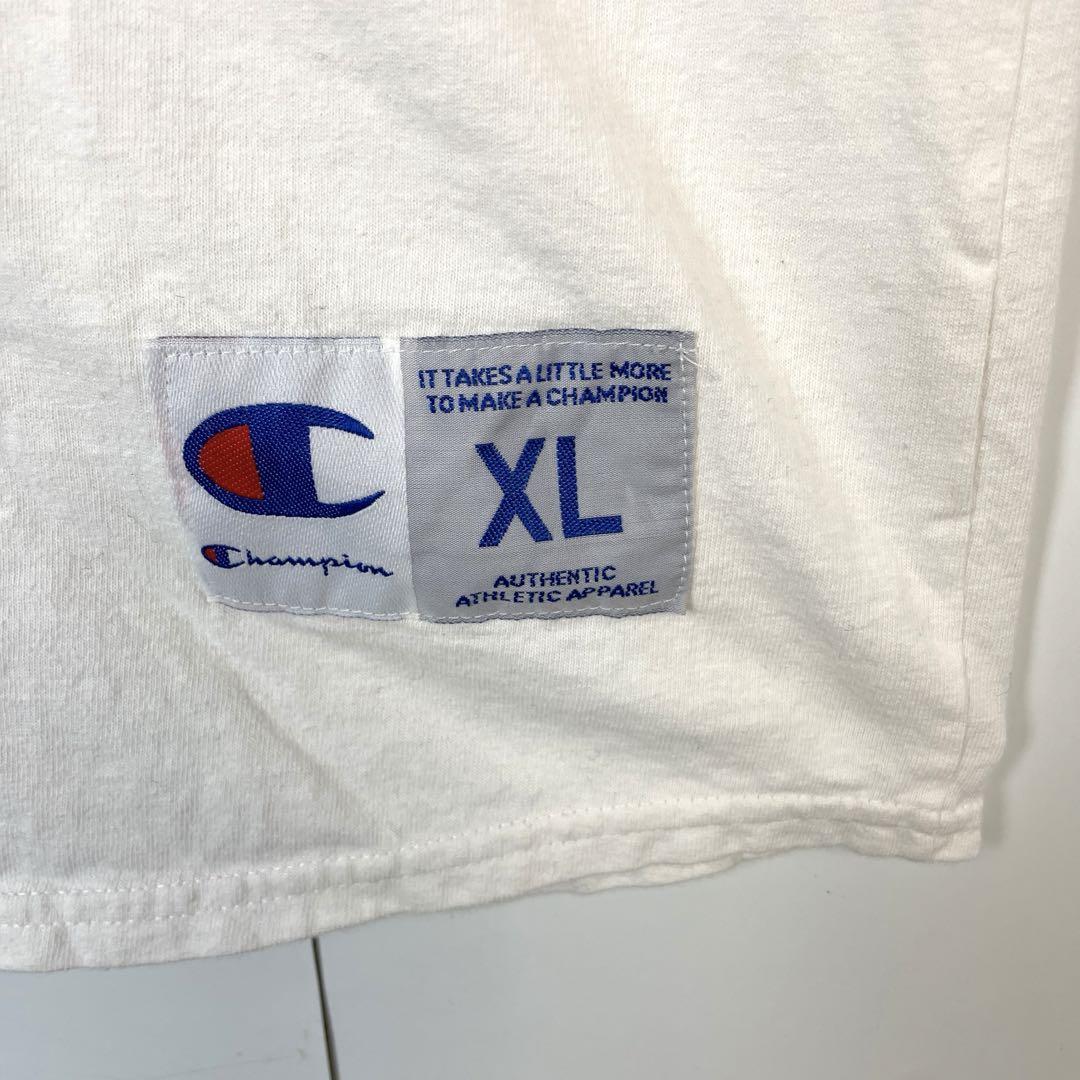 Champion
IT TAKES A LITTLE MORE
TO MAKE A CHAMPION
XL
AUTHENTIC
ATHLETIC APPAREL